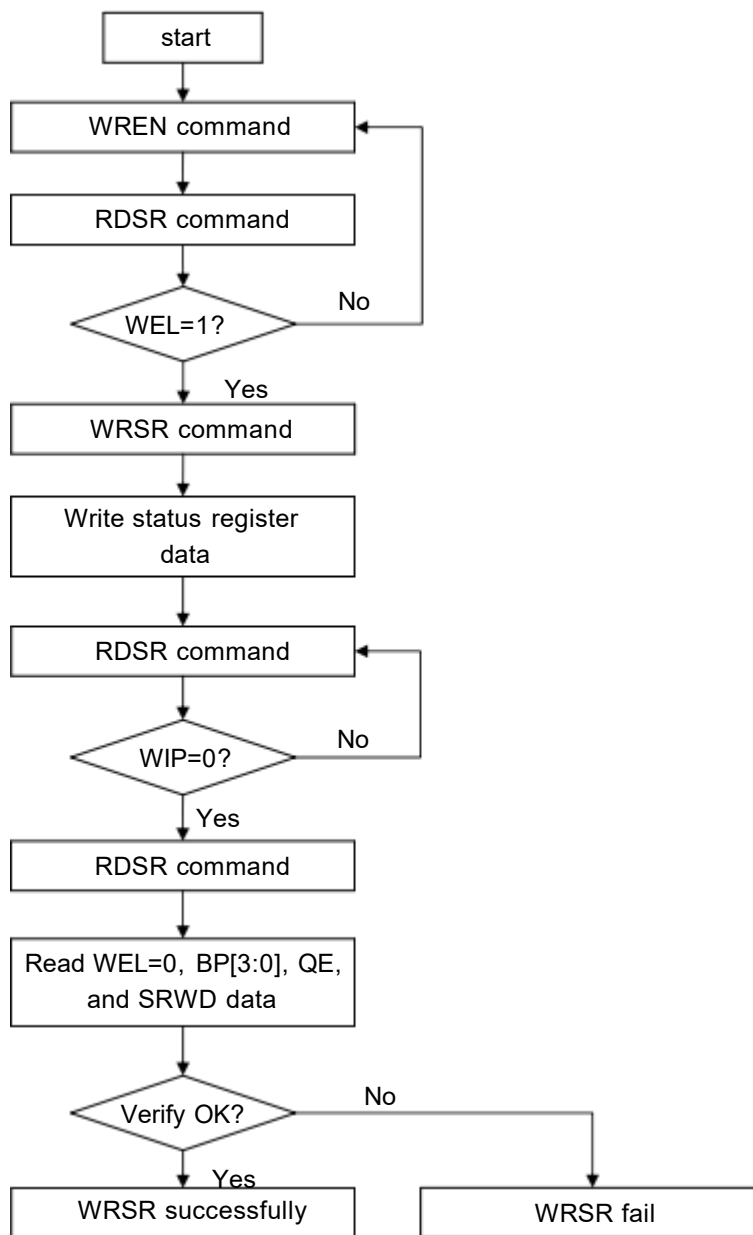 start
WREN command
RDSR command
No
WEL=1?
Yes
WRSR command
Write status register
data
RDSR command
No
WIP=0?
Yes
RDSR command
Read WEL=0, BP[3:0], QE,
and SRWD data
No
Verify OK?
Yes
WRSR successfully
WRSR fail